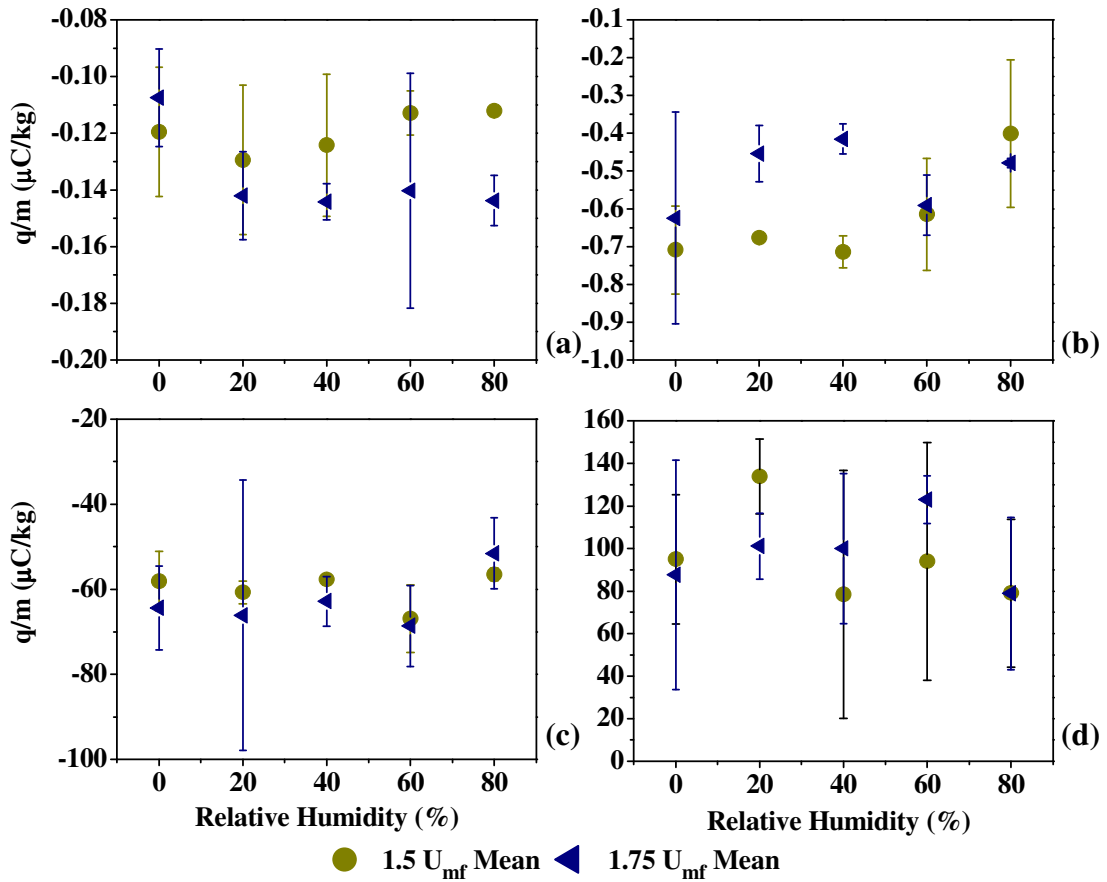 -0.08
-0.10
-0.12
-0.14
-0.16
-0.18
-0.20
q/m (μC/kg)
0 20 40 60 80
(a)
-0.1
-0.2
-0.3
-0.4
-0.5
-0.6
-0.7
-0.8
-0.9
-1.0
0 20 40 60 80
(b)
-20
-40
-60
-80
-100
q/m (μC/kg)
0 20 40 60 80
Relative Humidity (%)
(c)
160
140
120
100
80
60
40
20
0
0 20 40 60 80
Relative Humidity (%)
(d)
1.5 U_mf Mean 1.75 U_mf Mean